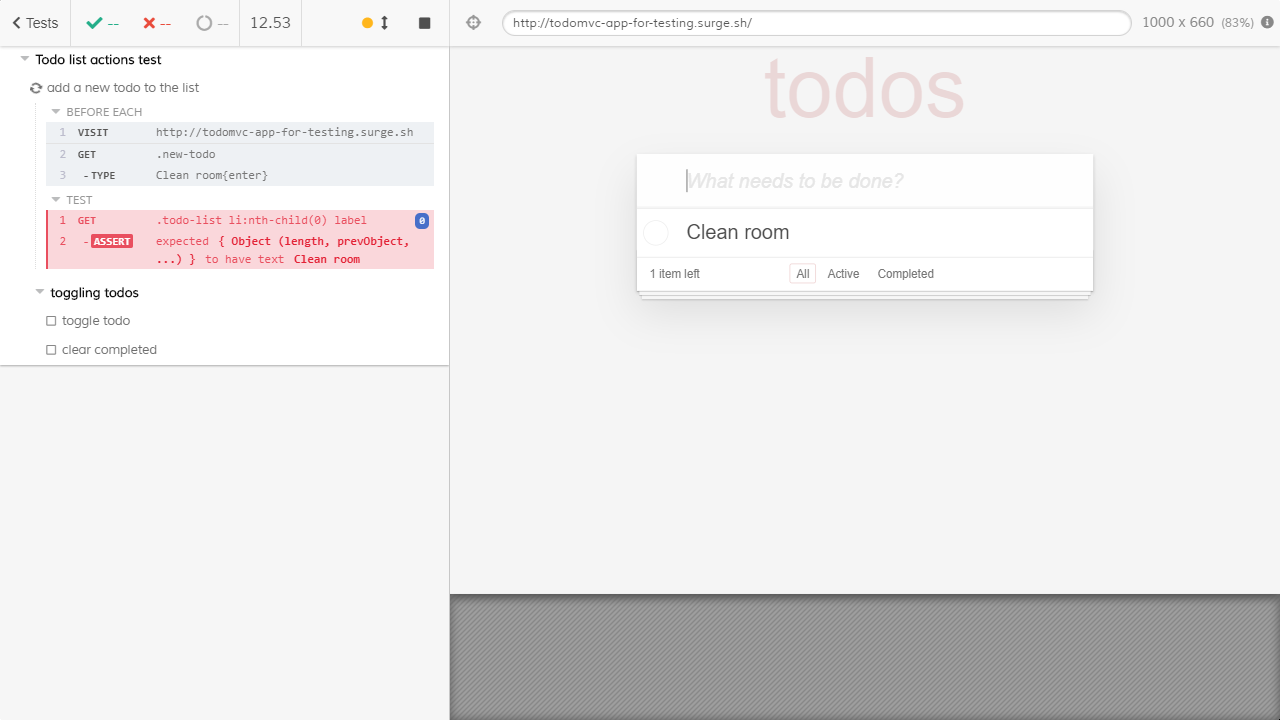 Tests -- -- -- 12.53
Todo list actions test
add a new todo to the list
BEFORE EACH
1 VISIT http://todomvc-app-for-testing.surge.sh
2 GET .new-todo
3 -TYPE Clean room{enter}
TEST
1 GET .todo-list li:nth-child(0) label 0
2 -ASSERT expected { Object (length, prevObject,
...) } to have text Clean room
toggling todos
toggle todo
clear completed
http://todomvc-app-for-testing.surge.sh/ 1000 x 660 (83%)
todos
What needs to be done?
Clean room
1 item left All Active Completed